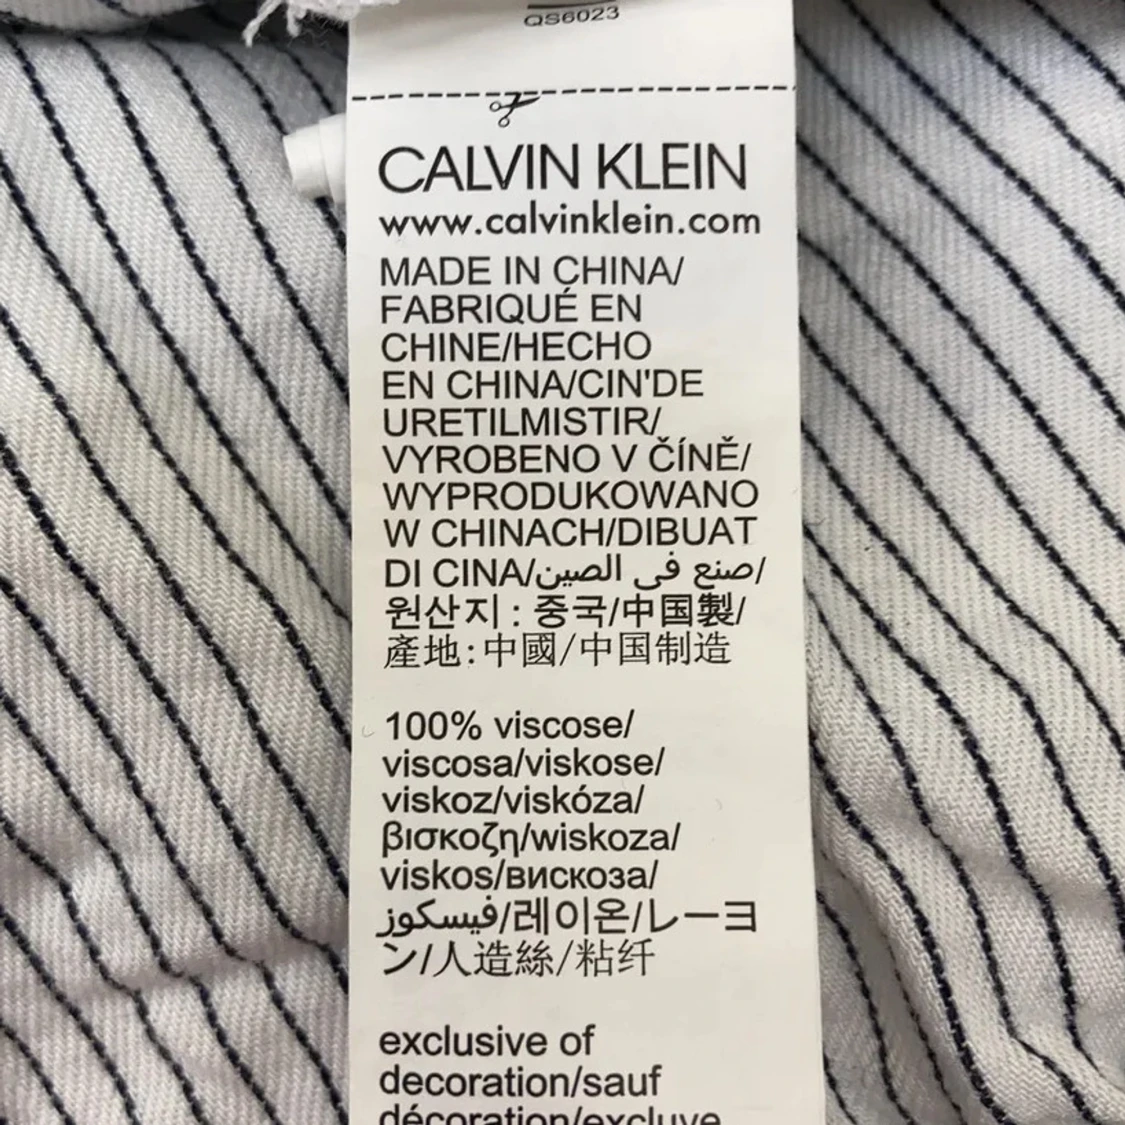 QS6023
CALVIN KLEIN
www.calvinklein.com
MADE IN CHINA/
FABRIQUÉ EN
CHINE/HECHO
EN CHINA/CIN'DE
URETILMISTIR/
VYROBENO V ČÍNĚ/
WYPRODUKOWANO
W CHINACH/DIBUAT
DI CINA/صنع في الصين/
원산지 : 중국/中国製/
產地:中國/中国制造
100% viscose/
viscosa/viskose/
viskoz/viskóza/
βισκοζη/wiskoza/
viskos/вискоза/
فيسكوز/레이온/レーヨ
ン/人造絲/粘纤
exclusive of
decoration/sauf
décoration/excluye